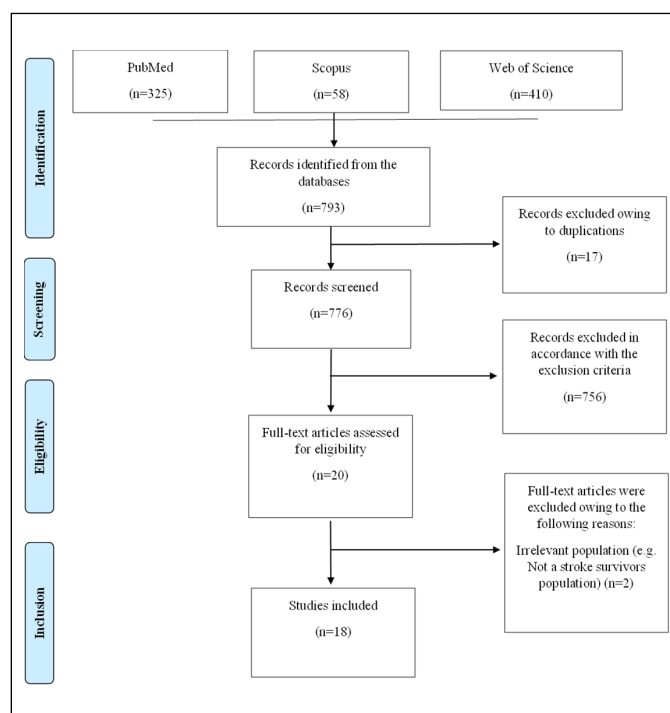 PubMed
(n=325)
Scopus
(n=58)
Web of Science
(n=410)
Identification
Records identified from the
databases
(n=793)
Records excluded owing
to duplications
(n=17)
Screening
Records screened
(n=776)
Records excluded in
accordance with the
exclusion criteria
(n=756)
Eligibility
Full-text articles assessed
for eligibility
(n=20)
Full-text articles were
excluded owing to the
following reasons:
Irrelevant population (e.g.
Not a stroke survivors
population) (n=2)
Inclusion
Studies included
(n=18)